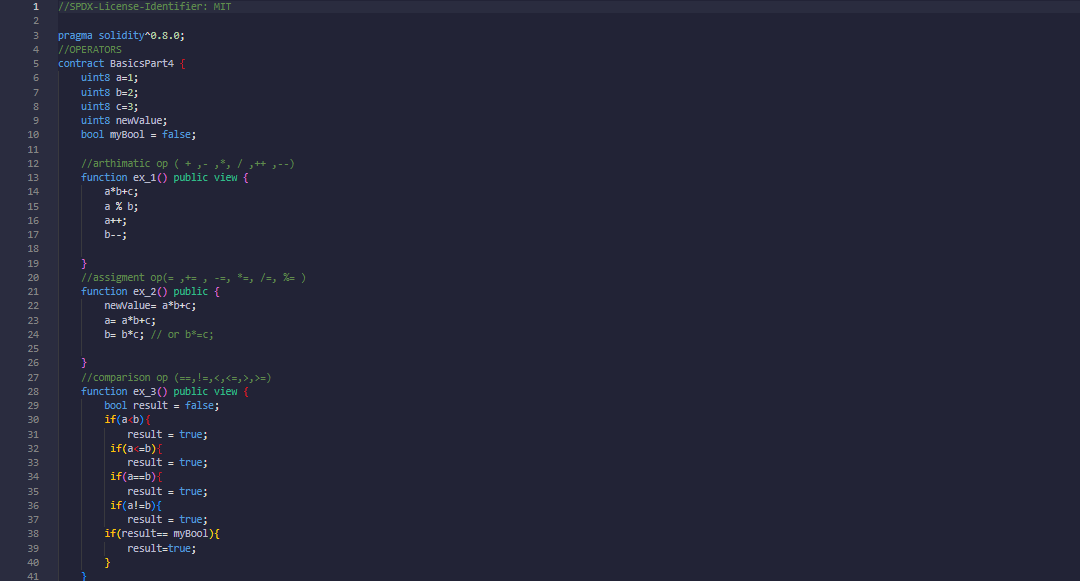 1 //SPDX-License-Identifier: MIT
2
3 pragma solidity^0.8.0;
4 //OPERATORS
5 contract BasicsPart4 {
6 uint8 a=1;
7 uint8 b=2;
8 uint8 c=3;
9 uint8 newValue;
10 bool myBool = false;
11
12 //arthimatic op ( + ,- ,*, / ,++ ,--)
13 function ex_1() public view {
14 a*b+c;
15 a % b;
16 a++;
17 b--;
18
19 }
20 //assigment op(= ,+= , -=, *=, /=, %= )
21 function ex_2() public {
22 newValue= a*b+c;
23 a= a*b+c;
24 b= b*c; // or b*=c;
25
26 }
27 //comparison op (==,!=,<,<=,>,>=)
28 function ex_3() public view {
29 bool result = false;
30 if(a<b){
31 result = true;
32 if(a<=b){
33 result = true;
34 if(a==b){
35 result = true;
36 if(a!=b){
37 result = true;
38 if(result== myBool){
39 result=true;
40 }
41 }